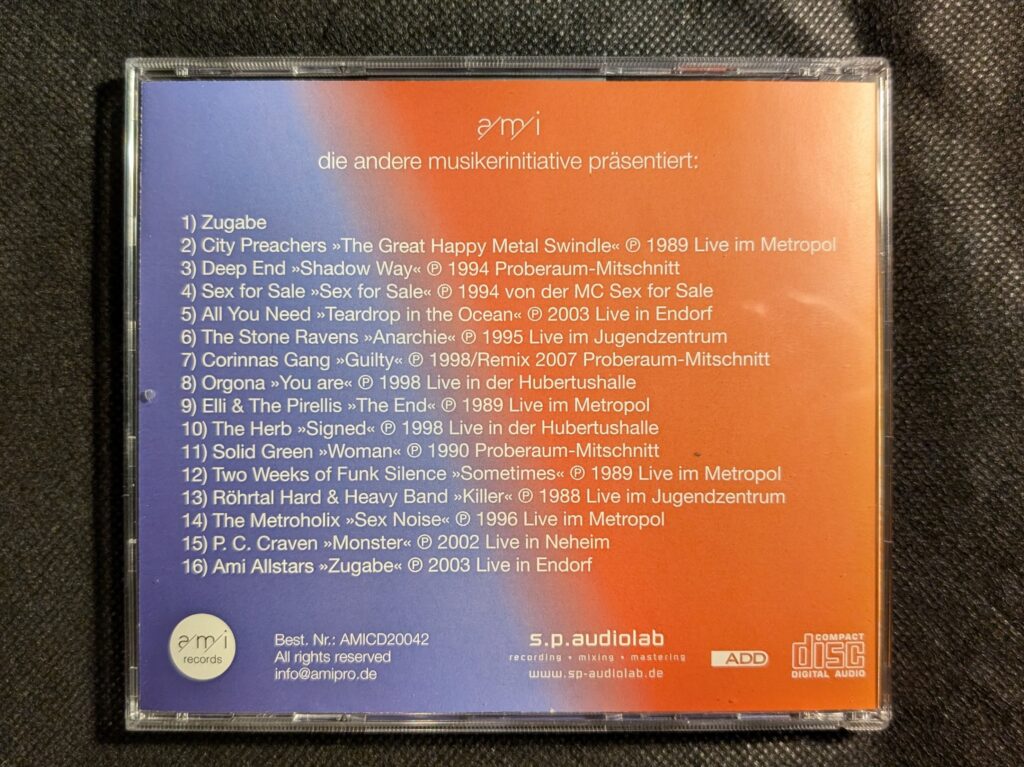 a/m/i
die andere musikerinitiative präsentiert:
1) Zugabe
2) City Preachers »The Great Happy Metal Swindle« ℗ 1989 Live im Metropol
3) Deep End »Shadow Way« ℗ 1994 Proberaum-Mitschnitt
4) Sex for Sale »Sex for Sale« ℗ 1994 von der MC Sex for Sale
5) All You Need »Teardrop in the Ocean« ℗ 2003 Live in Endorf
6) The Stone Ravens »Anarchie« ℗ 1995 Live im Jugendzentrum
7) Corinnas Gang »Guilty« ℗ 1998/Remix 2007 Proberaum-Mitschnitt
8) Orgona »You are« ℗ 1998 Live in der Hubertushalle
9) Elli & The Pirellis »The End« ℗ 1989 Live im Metropol
10) The Herb »Signed« ℗ 1998 Live in der Hubertushalle
11) Solid Green »Woman« ℗ 1990 Proberaum-Mitschnitt
12) Two Weeks of Funk Silence »Sometimes« ℗ 1989 Live im Metropol
13) Röhrtal Hard & Heavy Band »Killer« ℗ 1988 Live im Jugendzentrum
14) The Metroholix »Sex Noise« ℗ 1996 Live im Metropol
15) P. C. Craven »Monster« ℗ 2002 Live in Neheim
16) Ami Allstars »Zugabe« ℗ 2003 Live in Endorf
a/m/i
records
Best. Nr.: AMICD20042
All rights reserved
info@amipro.de
s.p.audiolab
recording • mixing • mastering
www.sp-audiolab.de
ADD
COMPACT
disc
DIGITAL AUDIO